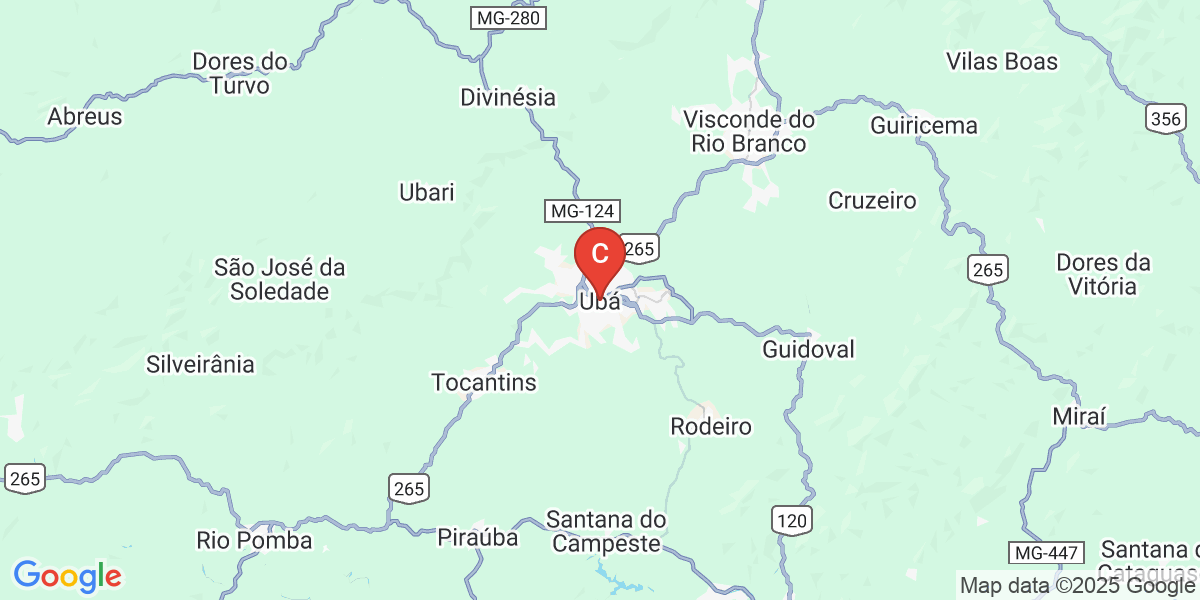 MG-280
Dores do
Turvo
Vilas Boas
Divinésia
Abreus
Visconde do
Rio Branco
Guiricema
356
Ubari
Cruzeiro
MG-124
C
265
São José da
Soledade
265
Dores da
Vitória
Ubá
Guidoval
Silveirânia
Tocantins
Miraí
Rodeiro
265
265
120
Santana do
Campeste
Piraúba
Rio Pomba
MG-447
Santana d
Cataguas
Google
Map data ©2025 Google